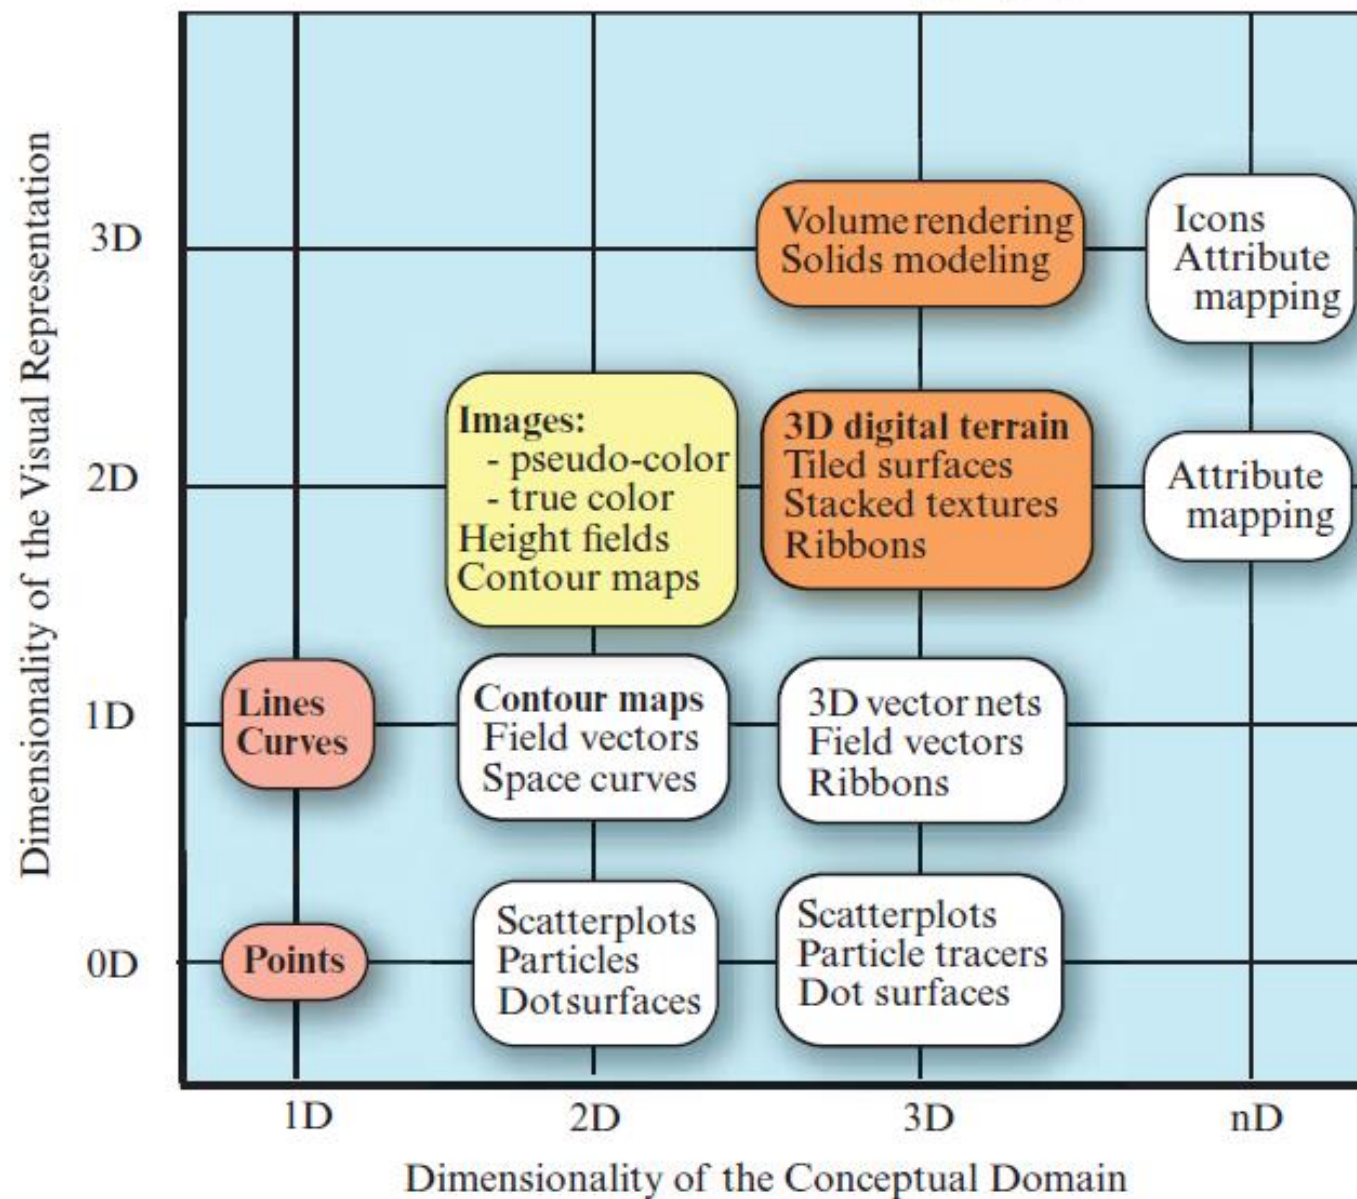 Dimensionality of the Visual Representation
3D
Volume rendering
Solids modeling
Icons
Attribute
mapping
2D
Images:
- pseudo-color
- true color
Height fields
Contour maps
3D digital terrain
Tiled surfaces
Stacked textures
Ribbons
Attribute
mapping
1D
Lines
Curves
Contour maps
Field vectors
Space curves
3D vector nets
Field vectors
Ribbons
0D
Points
Scatterplots
Particles
Dotsurfaces
Scatterplots
Particle tracers
Dot surfaces
1D
2D
3D
nD
Dimensionality of the Conceptual Domain